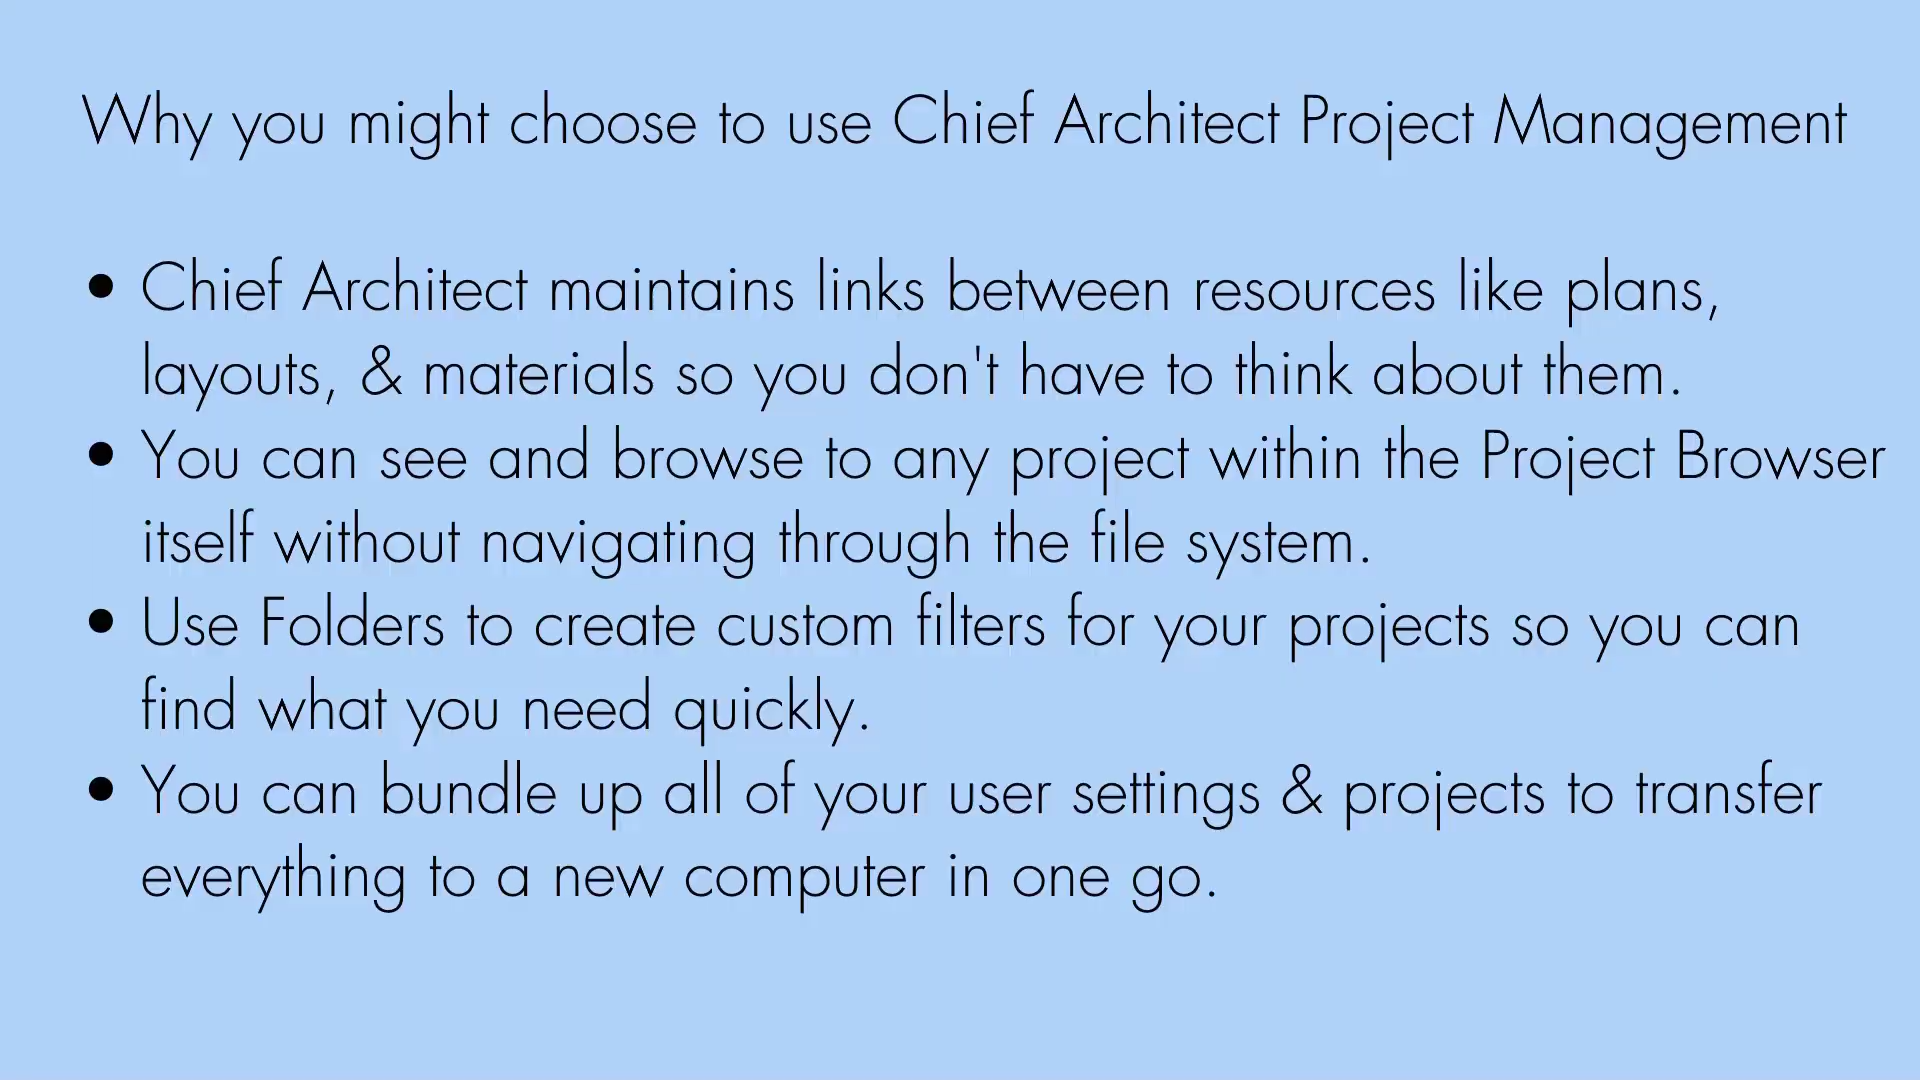 Why you might choose to use Chief Architect Project Management
• Chief Architect maintains links between resources like plans,
layouts, & materials so you don't have to think about them.
• You can see and browse to any project within the Project Browser
itself without navigating through the file system.
• Use Folders to create custom filters for your projects so you can
find what you need quickly.
• You can bundle up all of your user settings & projects to transfer
everything to a new computer in one go.